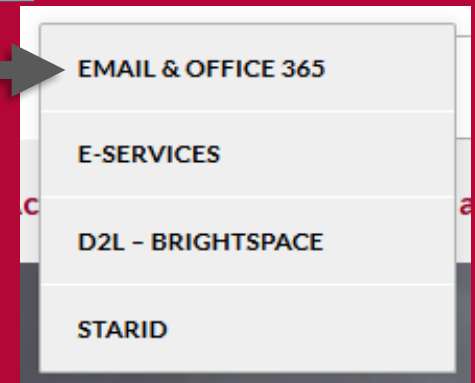 EMAIL & OFFICE 365
E-SERVICES
D2L – BRIGHTSPACE
STARID